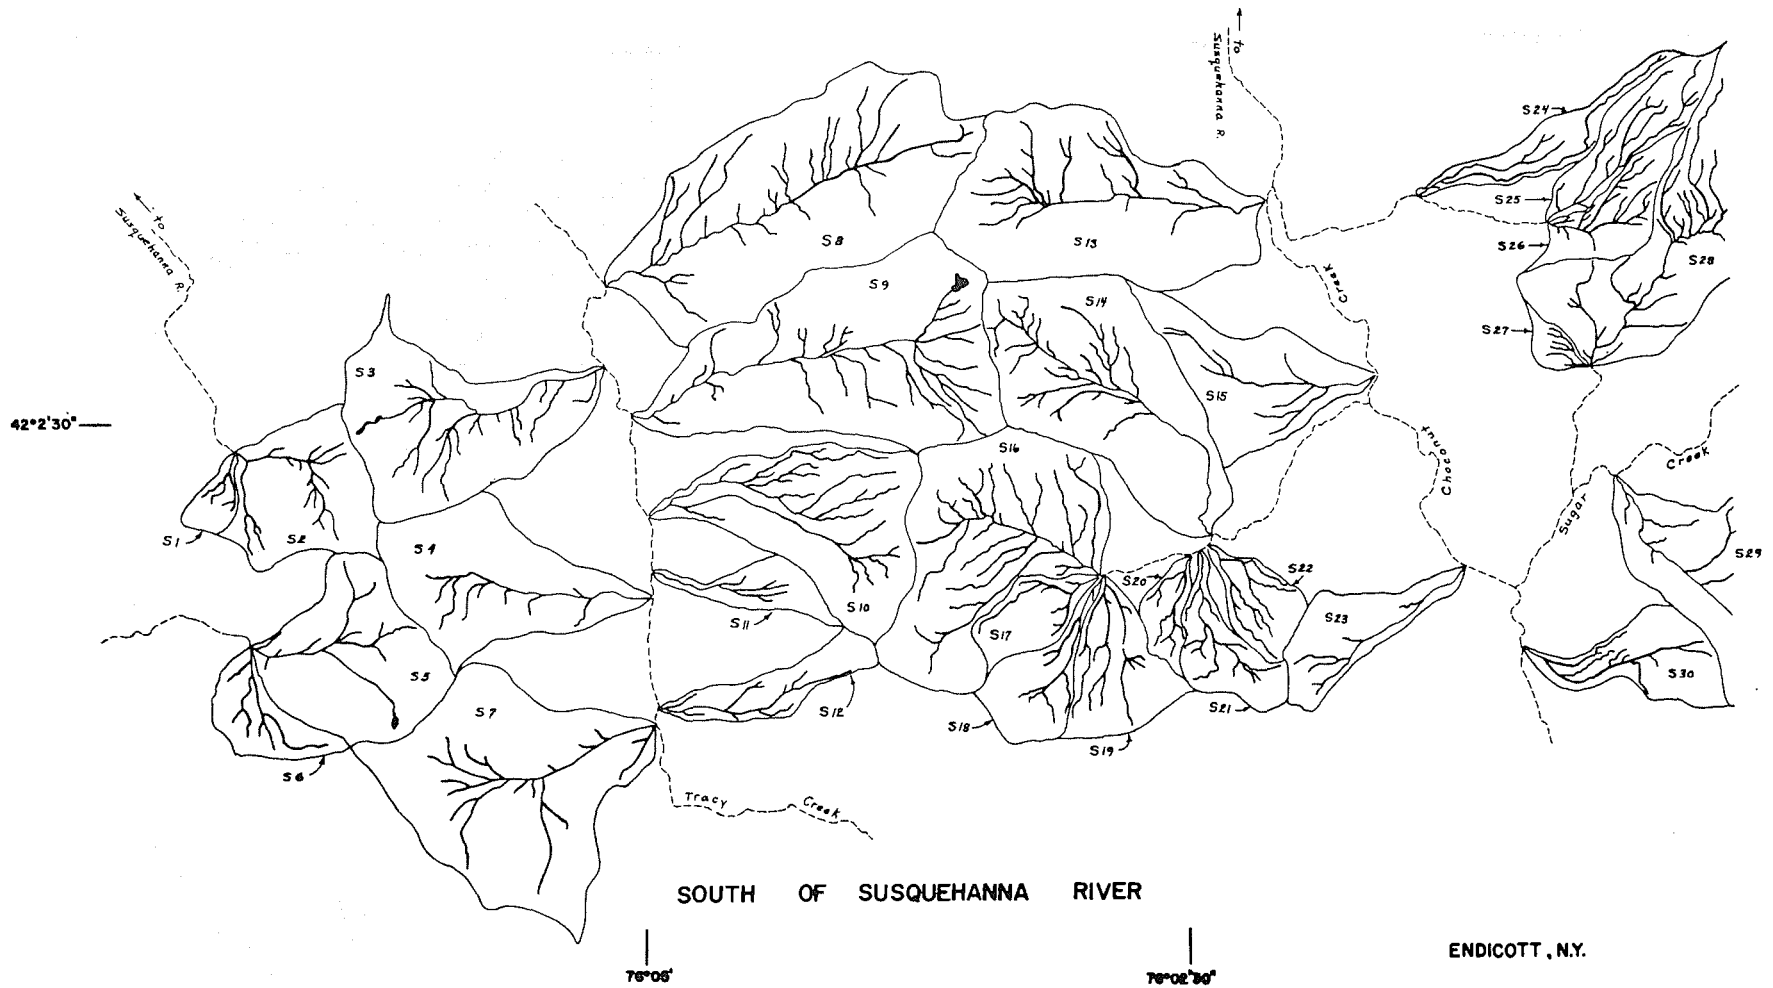 to
Susquehanna R.
S24
to
Susquehanna R.
S25
S8
S13
S26
S28
S9
Creek
S14
S27
S3
S15
42°2'30"
S16
Choconut
Creek
Sugar
S1
S2
S4
S29
S22
S20
S10
S11
S23
S17
S5
S30
S7
S12
S21
S18
S19
S6
Tracy Creek
SOUTH OF SUSQUEHANNA RIVER
ENDICOTT, N.Y.
76°05'
76°02'30"